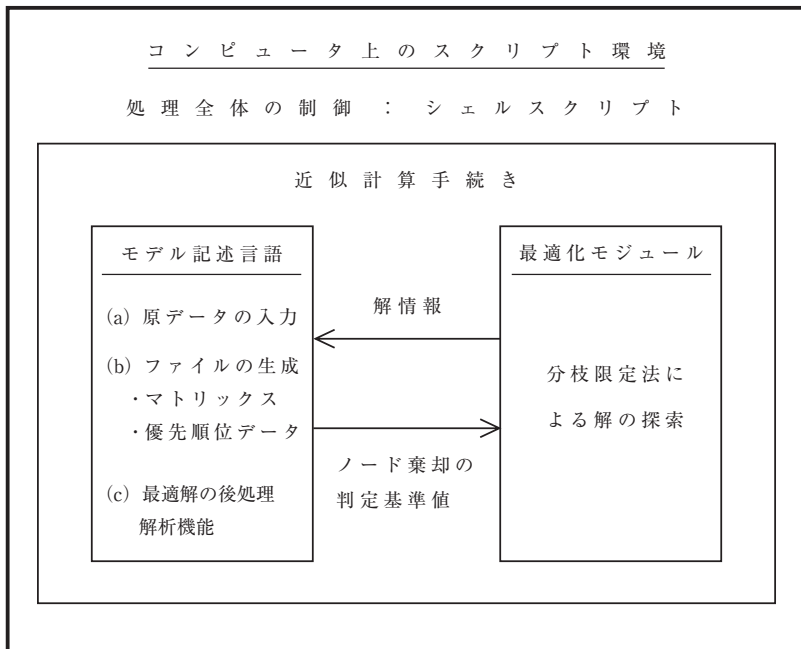 コンピュータ上のスクリプト環境
処理全体の制御：シェルスクリプト
近似計算手続き
モデル記述言語
(a) 原データの入力
(b) ファイルの生成
・マトリックス
・優先順位データ
(c) 最適解の後処理
解析機能
解情報
ノード棄却の
判定基準値
最適化モジュール
分枝限定法に
よる解の探索